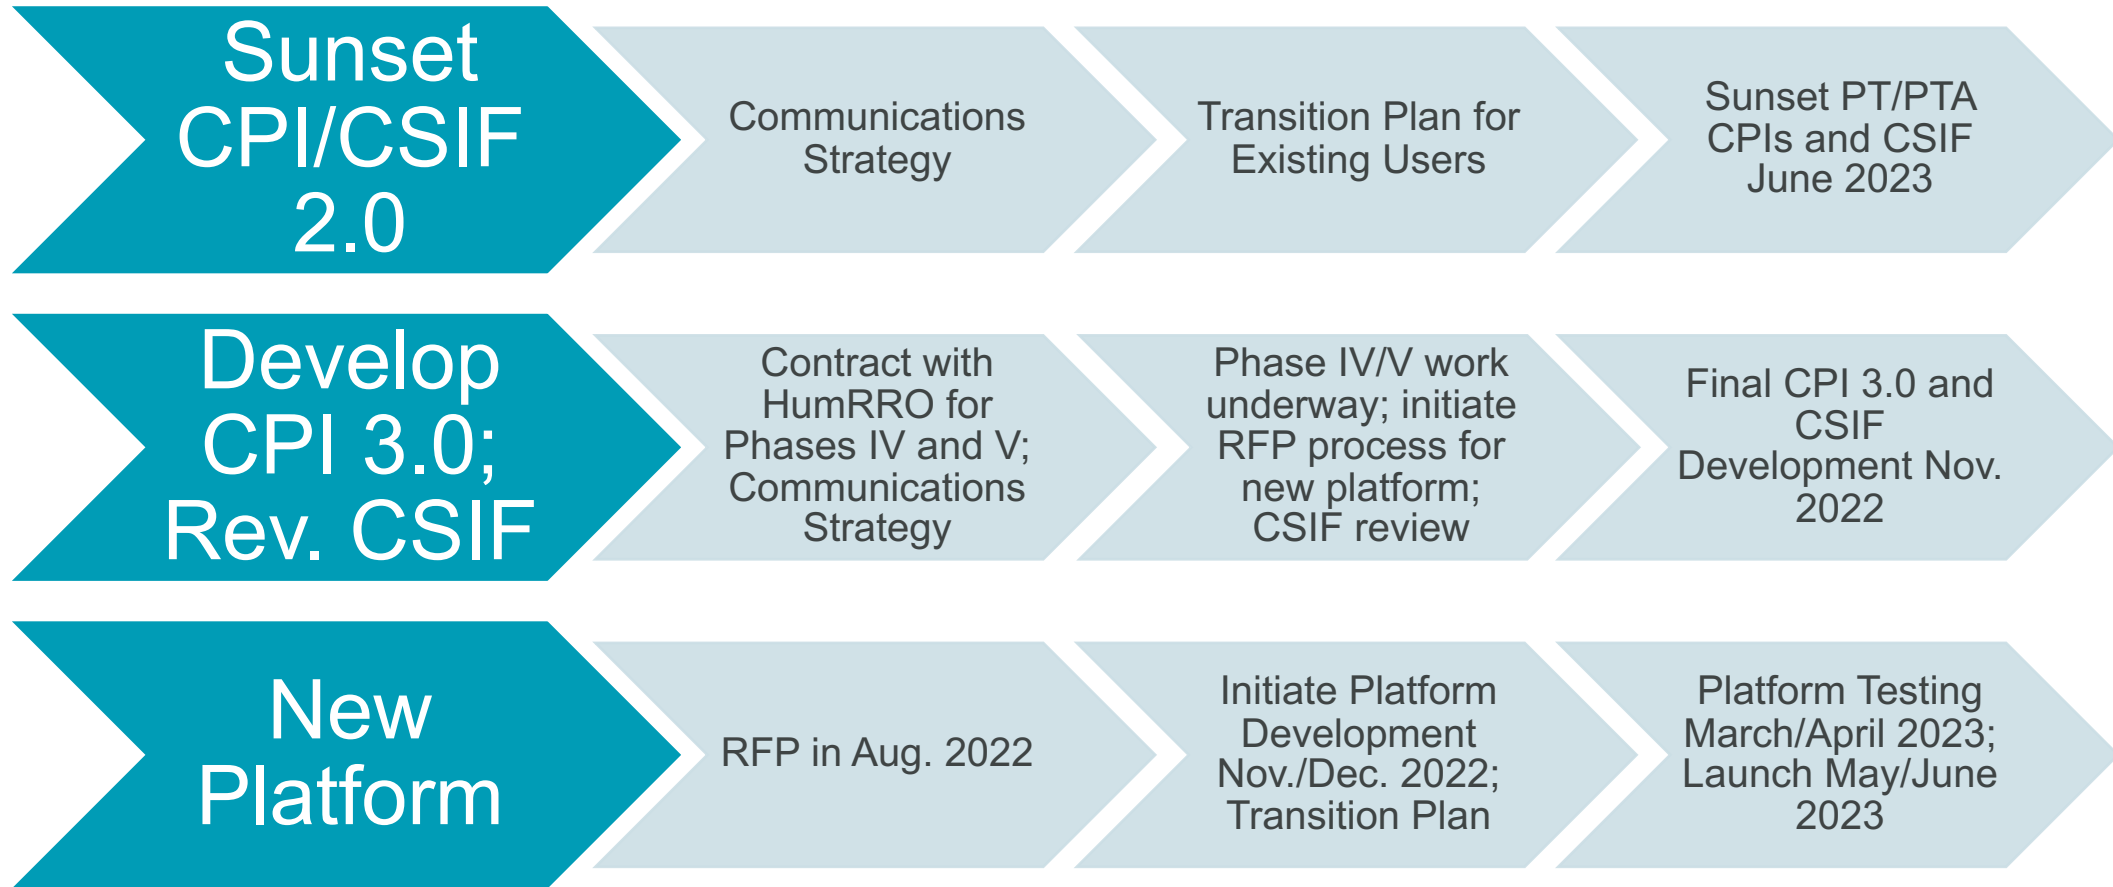 Sunset
CPI/CSIF
2.0
Communications
Strategy
Transition Plan for
Existing Users
Sunset PT/PTA
CPIs and CSIF
June 2023
Develop
CPI 3.0;
Rev. CSIF
Contract with
HumRRO for
Phases IV and V;
Communications
Strategy
Phase IV/V work
underway; initiate
RFP process for
new platform;
CSIF review
Final CPI 3.0 and
CSIF
Development Nov.
2022
New
Platform
RFP in Aug. 2022
Initiate Platform
Development
Nov./Dec. 2022;
Transition Plan
Platform Testing
March/April 2023;
Launch May/June
2023